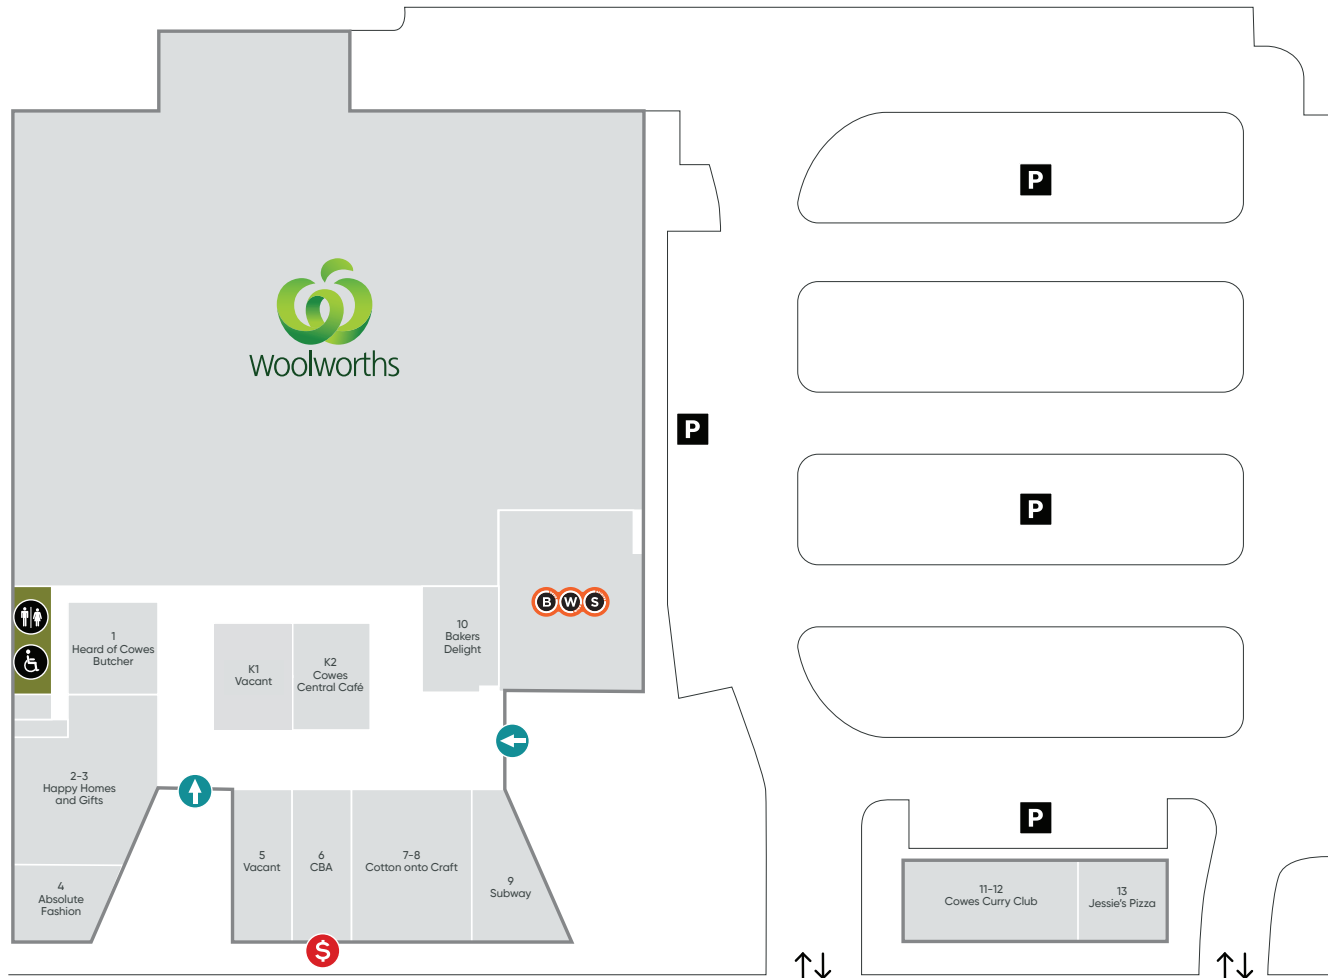 P
Woolworths
P
P
B W S
1
Heard of Cowes
Butcher
K1
Vacant
K2
Cowes
Central Café
10
Bakers
Delight
2-3
Happy Homes
and Gifts
4
Absolute
Fashion
5
Vacant
6
CBA
7-8
Cotton onto Craft
9
Subway
$
P
11-12
Cowes Curry Club
13
Jessie's Pizza